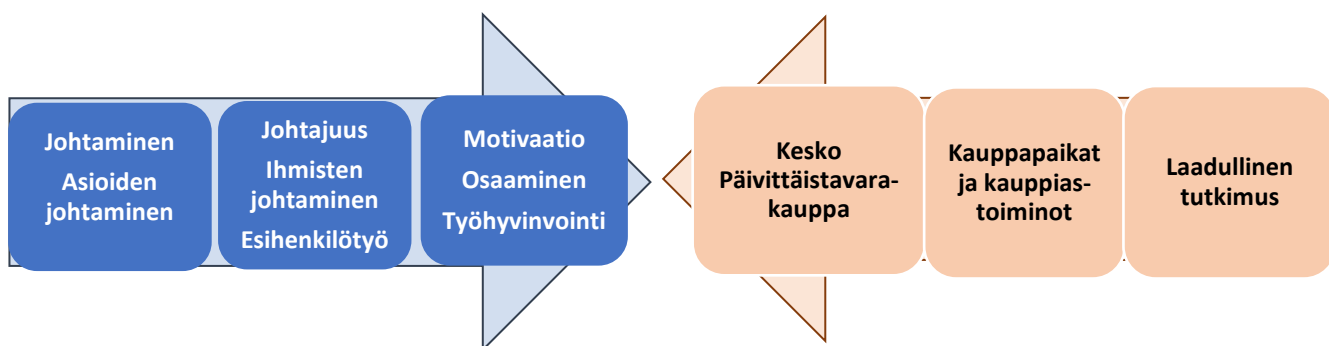 Johtaminen
Asioiden
johtaminen
Johtajuus
Ihmisten
johtaminen
Esihenkilötyö
Motivaatio
Osaaminen
Työhyvinvointi
Kesko
Päivittäistavara-
kauppa
Kauppapaikat
ja kauppias-
toiminot
Laadullinen
tutkimus